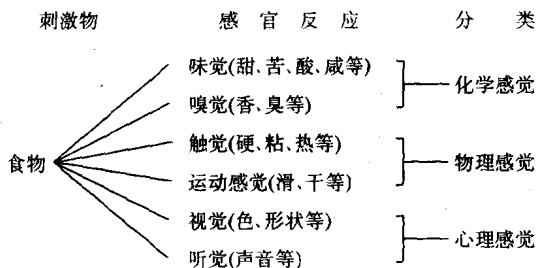 刺激物 感官反应 分类
味觉(甜、苦、酸、咸等)
化学感觉
嗅觉(香、臭等)
触觉(硬、粘、热等)
食物 物理感觉
运动感觉(滑、干等)
视觉(色、形状等)
心理感觉
听觉(声音等)